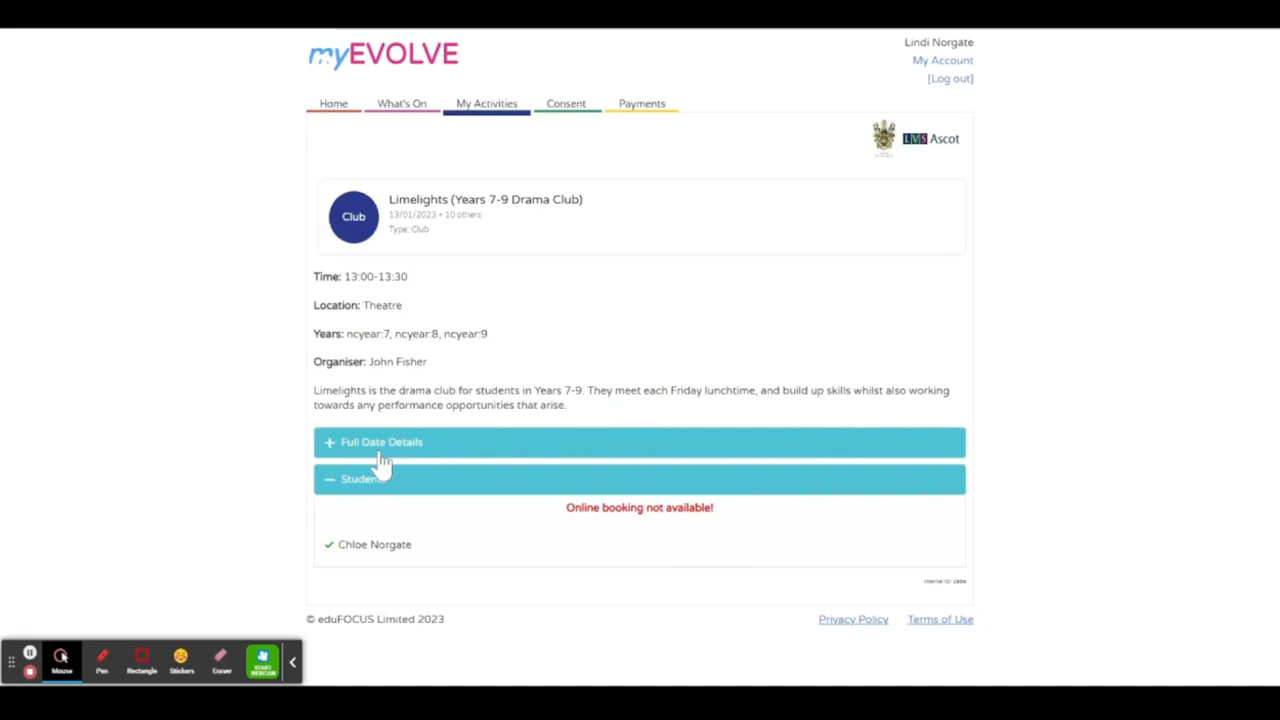 myEVOLVE
Lindi Norgate
My Account
[Log out]
Home
What's On
My Activities
Consent
Payments
LVS Ascot
Club
Limelights (Years 7-9 Drama Club)
13/01/2023 + 10 others
Type: Club
Time: 13:00-13:30
Location: Theatre
Years: ncyear:7, ncyear:8, ncyear:9
Organiser: John Fisher
Limelights is the drama club for students in Years 7-9. They meet each Friday lunchtime, and build up skills whilst also working
towards any performance opportunities that arise.
+ Full Date Details
Online booking not available!
✓ Chloe Norgate
© eduFOCUS Limited 2023
Privacy Policy
Terms of Use
Mouse
Pen
Rectangle
Stickers
Eraser
START
WEBCAM